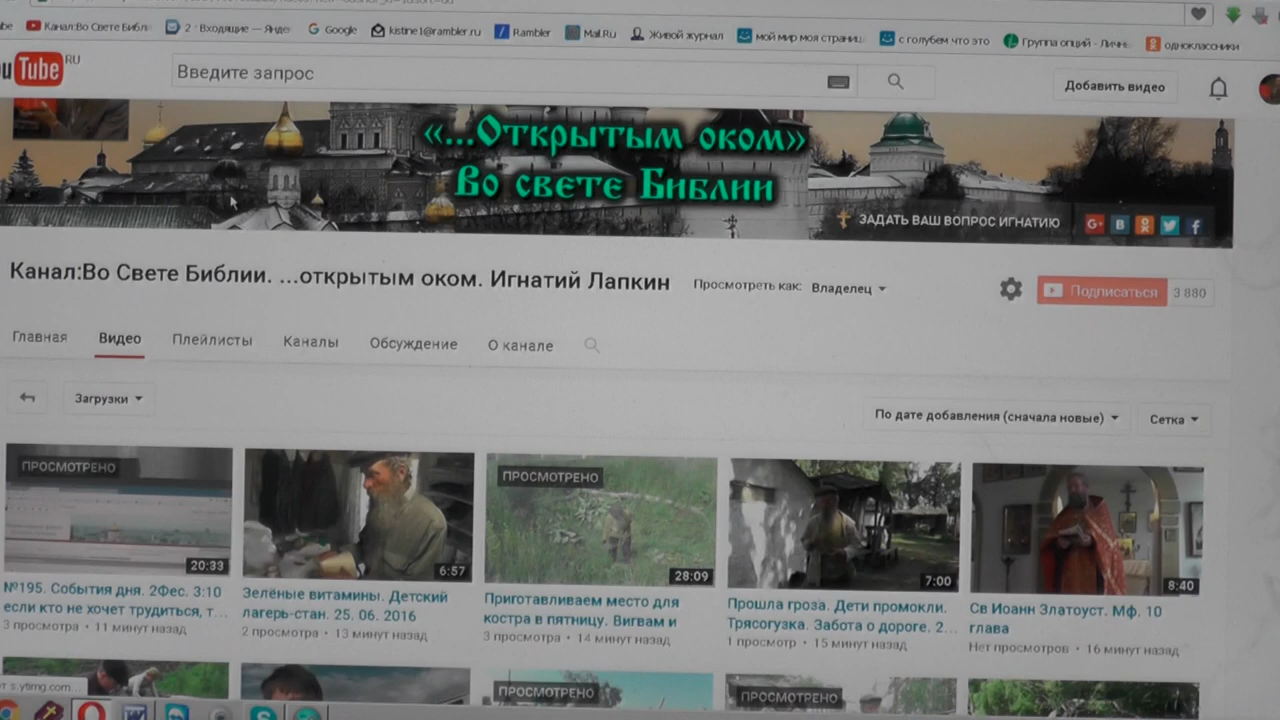 Канал:Во Свете Библ
2 · Входящие — Янде
Google
kistine1@rambler.ru
Rambler
Mail.Ru
Живой журнал
мой мир моя страниц
с голубем что это
Группа опций - Личн
одноклассники
Tube RU
Введите запрос
Добавить видео
«...Открытым оком»
Во свете Библии
ЗАДАТЬ ВАШ ВОПРОС ИГНАТИЮ
Канал:Во Свете Библии. ...открытым оком. Игнатий Лапкин
Просмотреть как: Владелец
Подписаться 3 880
Главная Видео Плейлисты Каналы Обсуждение О канале
Загрузки
По дате добавления (сначала новые)
Сетка
ПРОСМОТРЕНО
20:33
№195. События дня. 2Фес. 3:10
если кто не хочет трудиться, т...
3 просмотра • 11 минут назад
6:57
Зелёные витамины. Детский
лагерь-стан. 25. 06. 2016
2 просмотра • 13 минут назад
ПРОСМОТРЕНО
28:09
Приготавливаем место для
костра в пятницу. Вигвам и
3 просмотра • 14 минут назад
7:00
Прошла гроза. Дети промокли.
Трясогузка. Забота о дороге. 2...
1 просмотр • 15 минут назад
8:40
Св Иоанн Златоуст. Мф. 10
глава
Нет просмотров • 16 минут назад
ПРОСМОТРЕНО
ПРОСМОТРЕНО
s.ytimg.com...